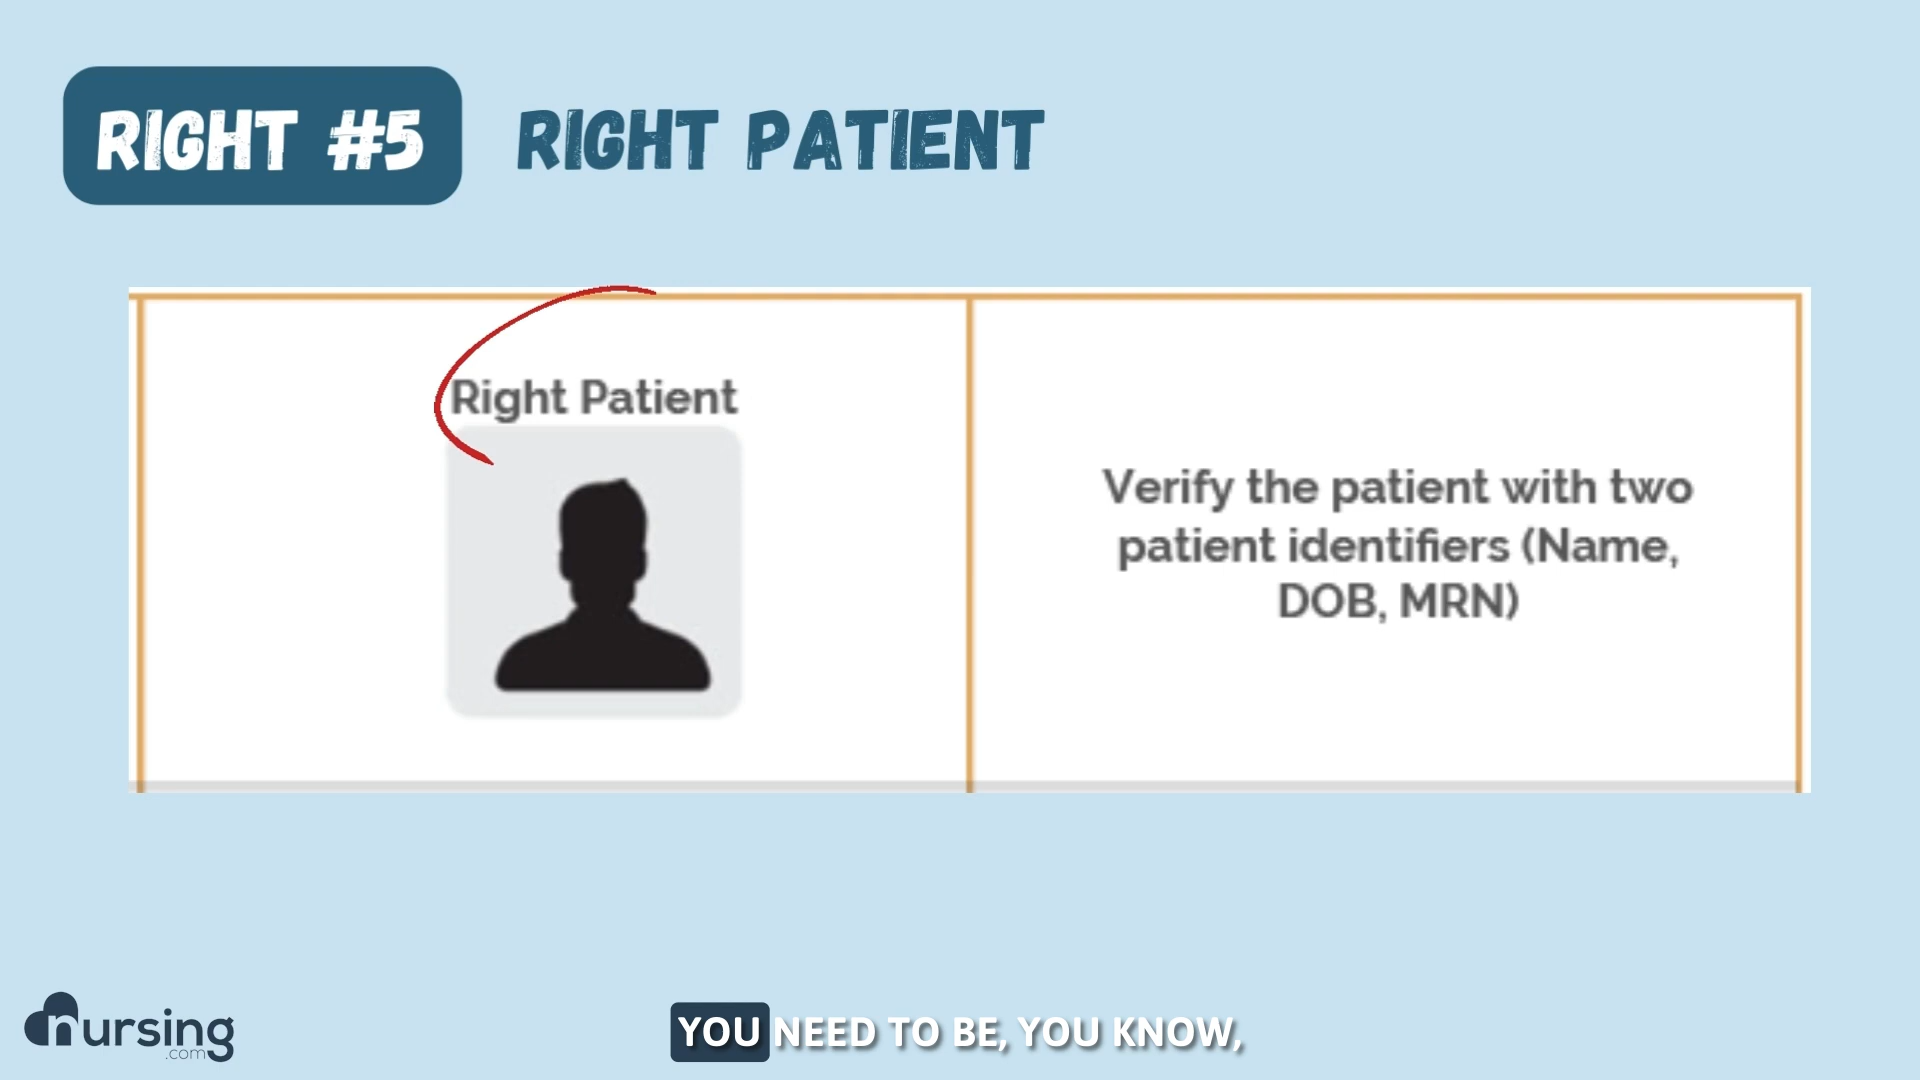 RIGHT #5
RIGHT PATIENT
Right Patient
Verify the patient with two
patient identifiers (Name,
DOB, MRN)
nursing
.com
YOU NEED TO BE, YOU KNOW,